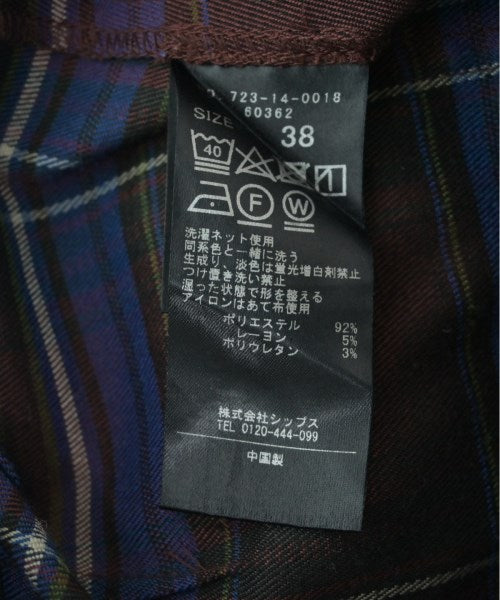 723-14-0018
60362
SIZE 38
40
F W
洗濯ネット使用
同系色と一緒に洗う
生成り、淡色は蛍光増白剤禁止
つけ置き洗い禁止
湿った状態で形を整える
アイロンはあて布使用
ポリエステル 92%
レーヨン 5%
ポリウレタン 3%
株式会社シップス
TEL 0120-444-099
中国製